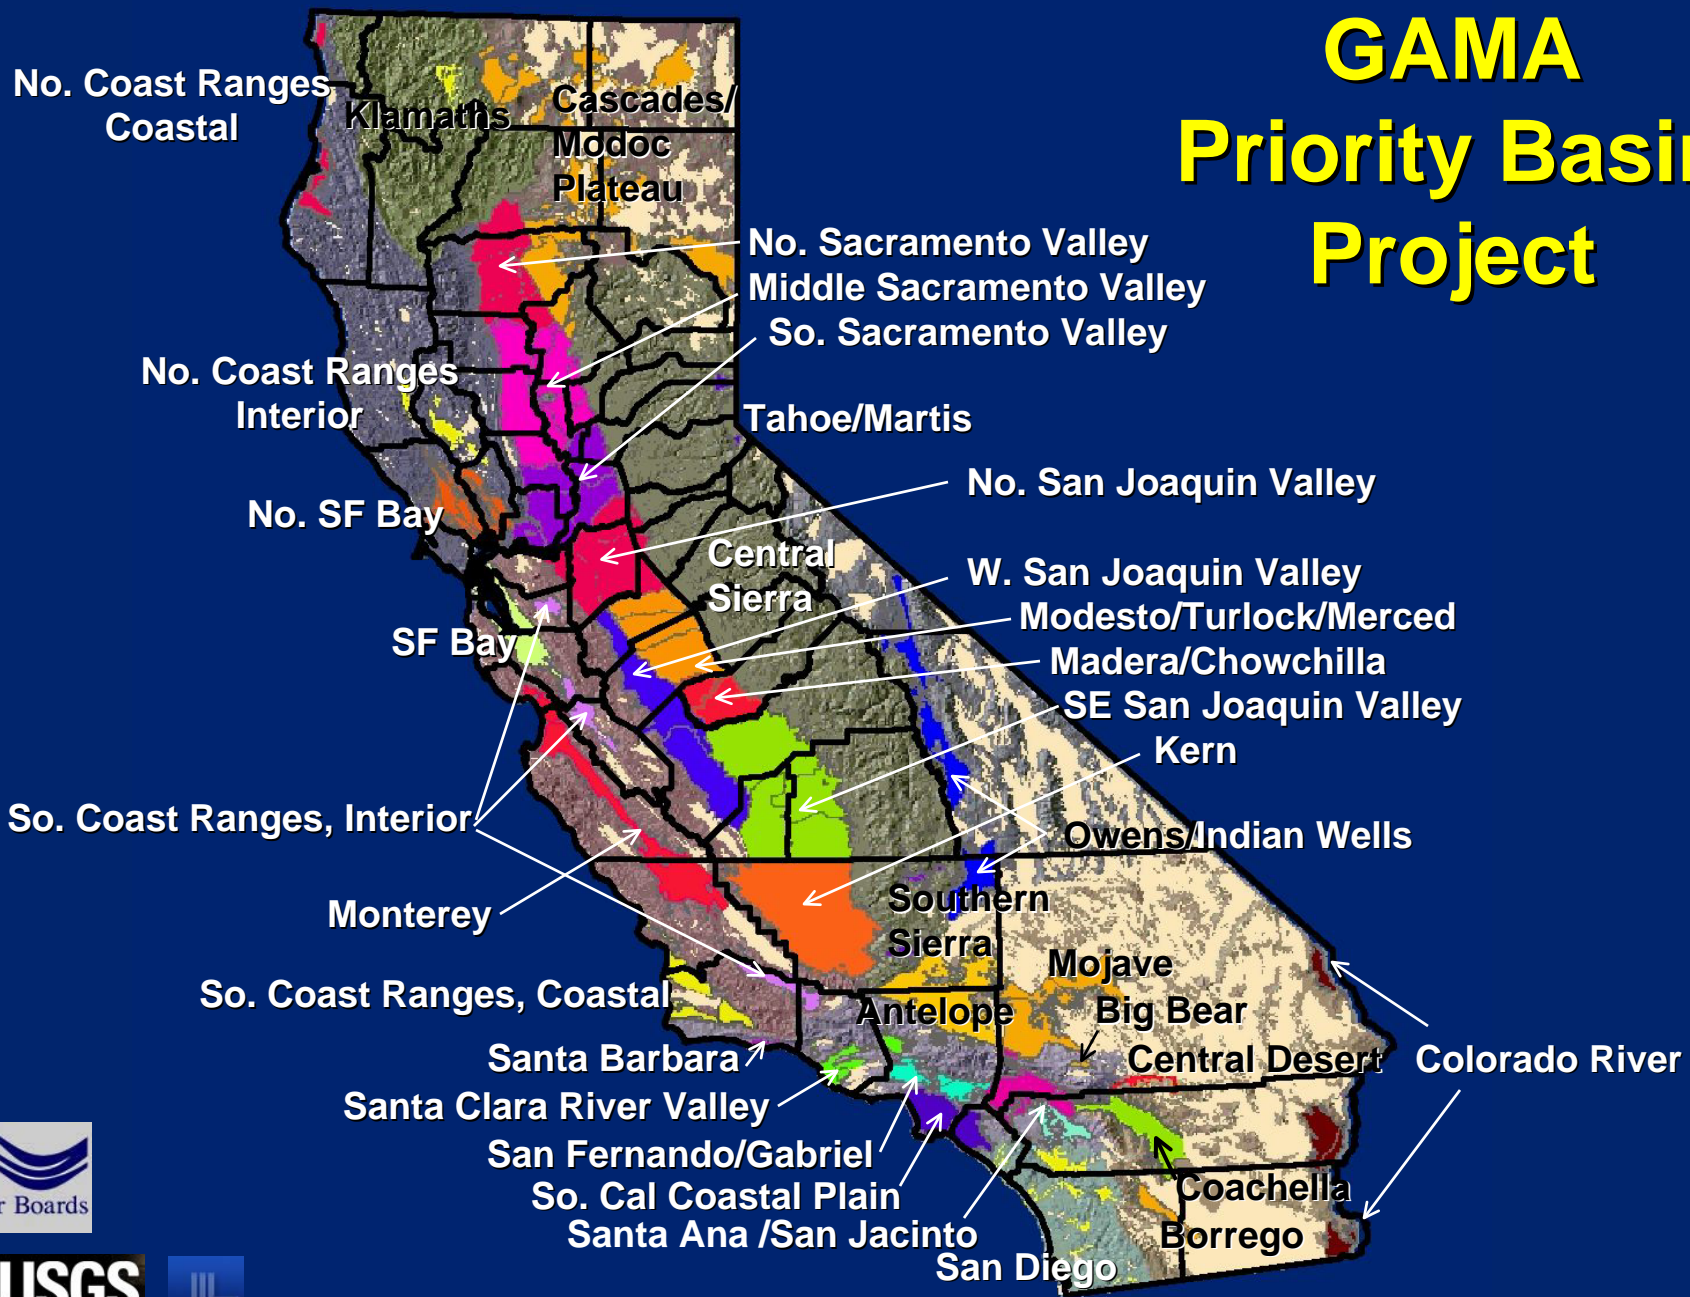 GAMA
Priority Basin
Project
No. Coast Ranges
Coastal
Klamaths
Cascades/
Modoc
Plateau
No. Sacramento Valley
Middle Sacramento Valley
So. Sacramento Valley
No. Coast Ranges
Interior
Tahoe/Martis
No. San Joaquin Valley
No. SF Bay
Central
Sierra
W. San Joaquin Valley
Modesto/Turlock/Merced
SF Bay
Madera/Chowchilla
SE San Joaquin Valley
Kern
So. Coast Ranges, Interior
Owens/Indian Wells
Monterey
Southern
Sierra
Mojave
So. Coast Ranges, Coastal
Antelope
Big Bear
Santa Barbara
Central Desert
Colorado River
Santa Clara River Valley
San Fernando/Gabriel
So. Cal Coastal Plain
Coachella
Santa Ana /San Jacinto
Borrego
San Diego
r Boards
USGS